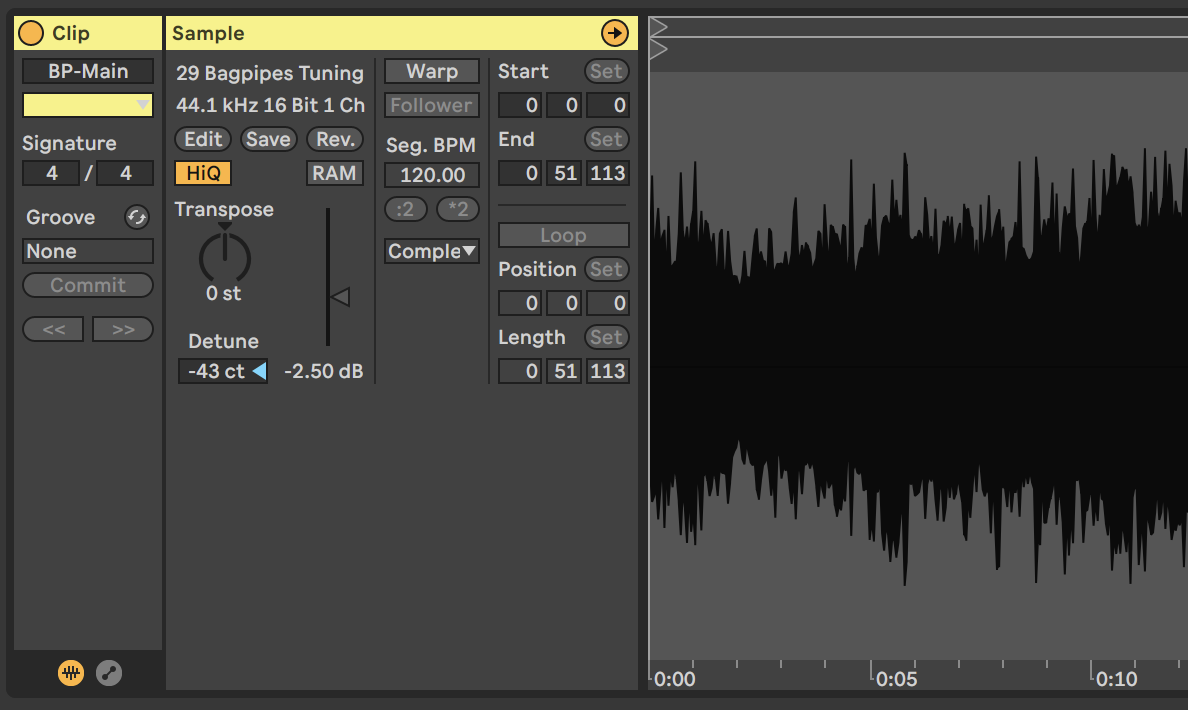 Clip
BP-Main
Signature
4 / 4
Groove
None
Commit
<< >>
Sample
29 Bagpipes Tuning
44.1 kHz 16 Bit 1 Ch
Edit Save Rev.
HiQ RAM
Transpose
0 st
Detune
-43 ct -2.50 dB
Warp
Follower
Seg. BPM
120.00
:2 *2
Comple
Start Set
0 0 0
End Set
0 51 113
Loop
Position Set
0 0 0
Length Set
0 51 113
0:00 0:05 0:10